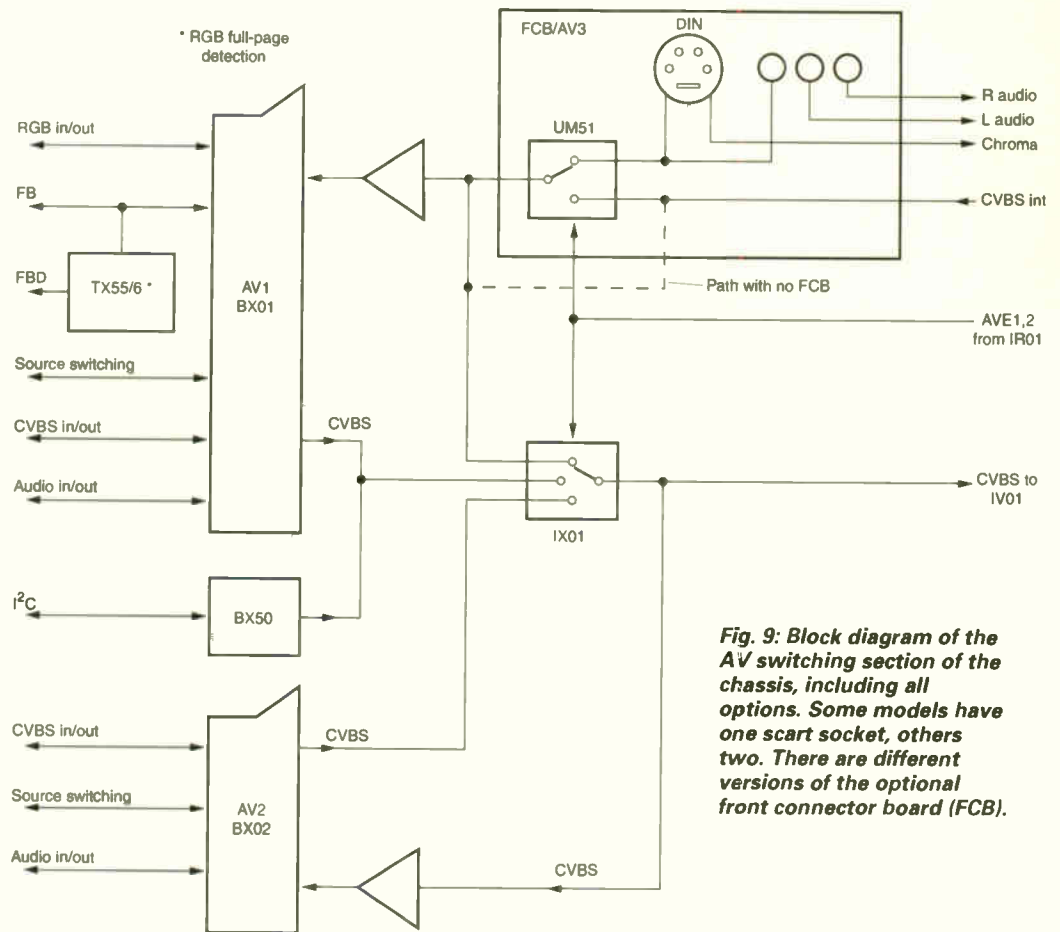 * RGB full-page
detection
FCB/AV3
DIN
UM51
R audio
L audio
Chroma
CVBS int
RGB in/out
FB
FBD
TX55/6 *
AV1
BX01
Path with no FCB
AVE1,2
from IR01
Source switching
CVBS in/out
CVBS
Audio in/out
IX01
CVBS to
IV01
I²C
BX50
CVBS in/out
CVBS
Source switching
AV2
BX02
Audio in/out
CVBS
Fig. 9: Block diagram of the
AV switching section of the
chassis, including all
options. Some models have
one scart socket, others
two. There are different
versions of the optional
front connector board (FCB).